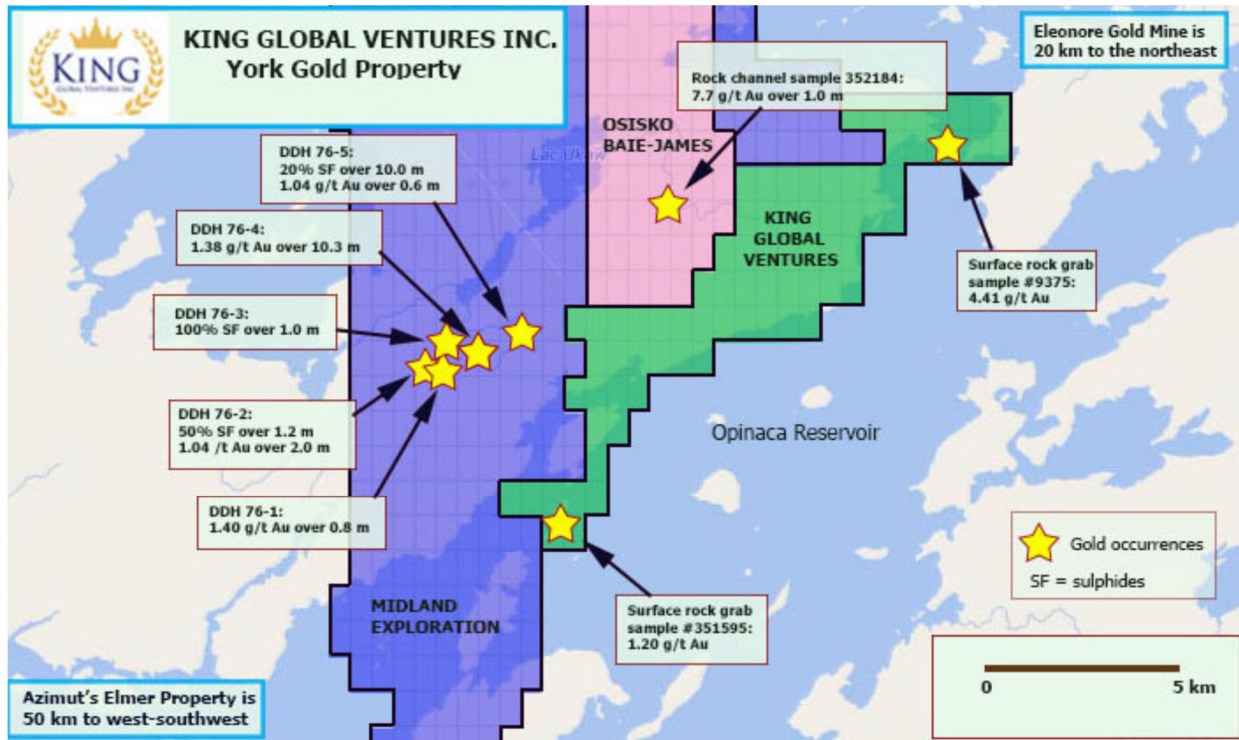 KING
GLOBAL VENTURES INC
KING GLOBAL VENTURES INC.
York Gold Property
Eleonore Gold Mine is
20 km to the northeast
Rock channel sample 352184:
7.7 g/t Au over 1.0 m
OSISKO
BAIE-JAMES
Lac Ukaw
DDH 76-5:
20% SF over 10.0 m
1.04 g/t Au over 0.6 m
DDH 76-4:
1.38 g/t Au over 10.3 m
KING
GLOBAL
VENTURES
Surface rock grab
sample #9375:
4.41 g/t Au
DDH 76-3:
100% SF over 1.0 m
DDH 76-2:
50% SF over 1.2 m
1.04 /t Au over 2.0 m
Opinaca Reservoir
DDH 76-1:
1.40 g/t Au over 0.8 m
Gold occurrences
SF = sulphides
MIDLAND
EXPLORATION
Surface rock grab
sample #351595:
1.20 g/t Au
Azimut's Elmer Property is
50 km to west-southwest
0 5 km